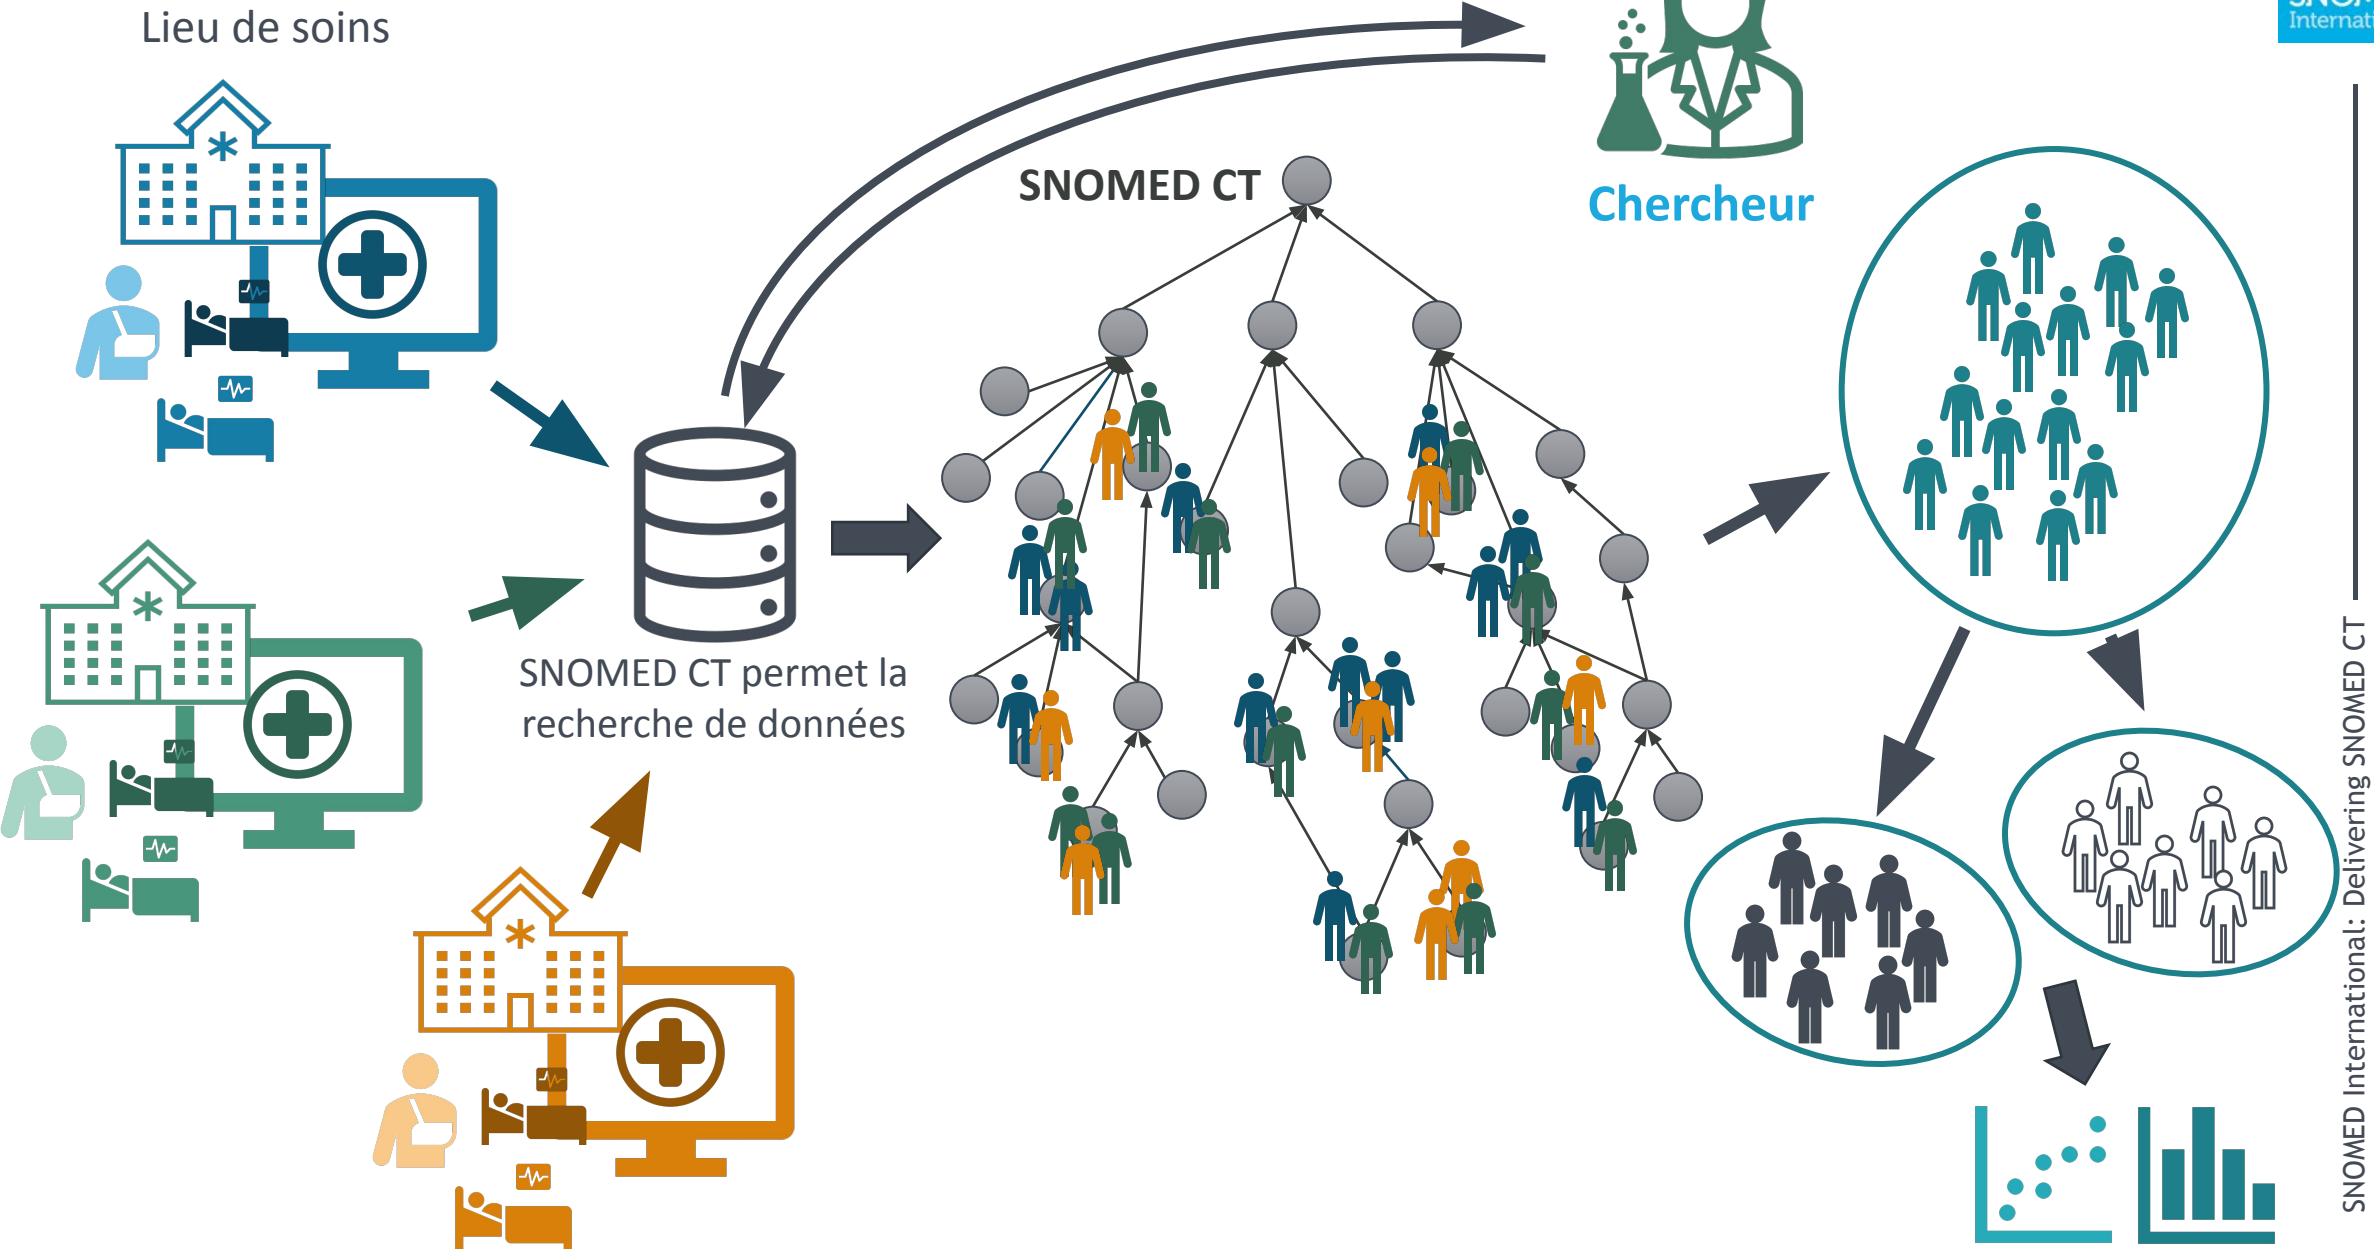 Lieu de soins
SNOMED CT
Chercheur
SNOMED CT permet la
recherche de données
SNOMED International: Delivering SNOMED CT